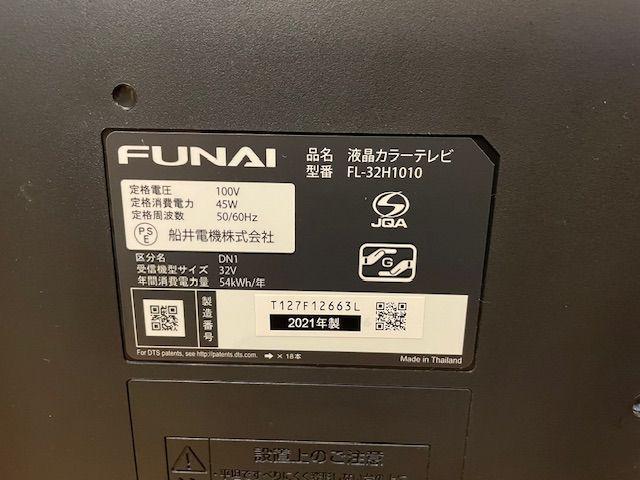 FUNAI
品名 液晶カラーテレビ
型番 FL-32H1010
定格電圧 100V
定格消費電力 45W
定格周波数 50/60Hz
PSE 船井電機株式会社
JQA
G
区分名 DN1
受信機型サイズ 32V
年間消費電力量 54kWh/年
製造番号
T127F12663L
2021年製
For DTS patents, see http://patents.dts.com. ➡ × 18本
Made in Thailand
設置上のご注意